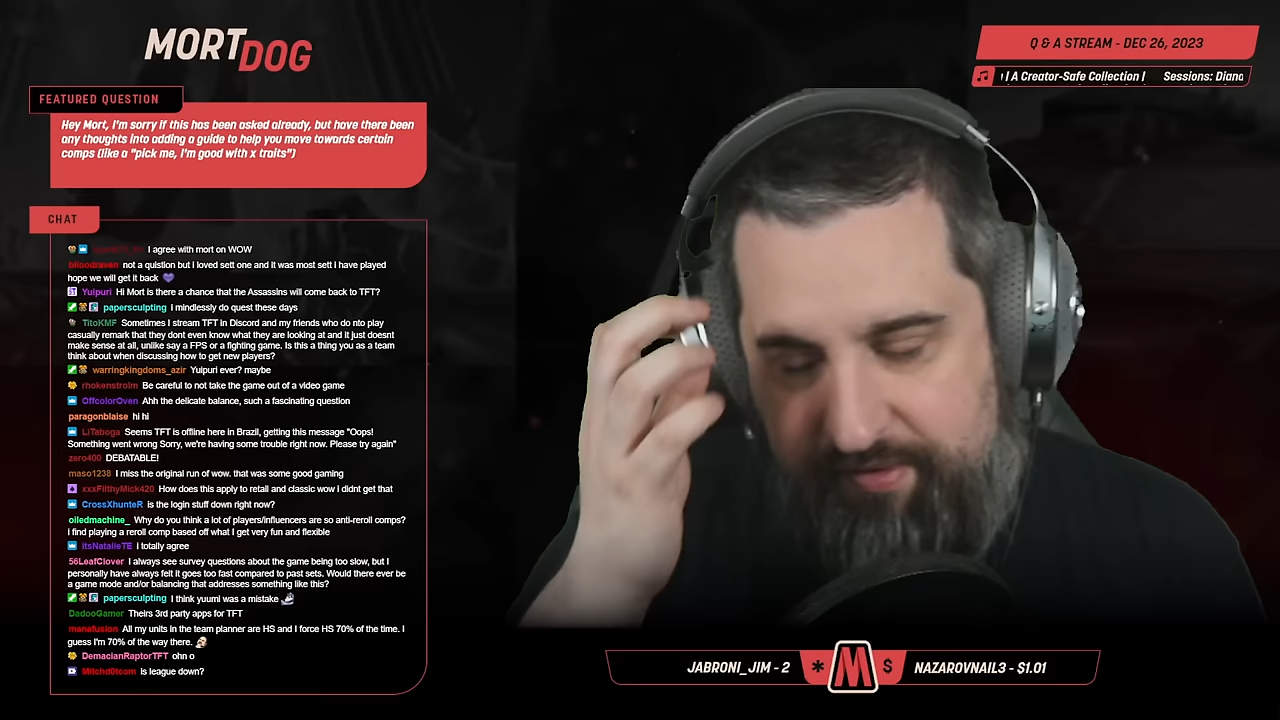 MORTDOG
Q & A STREAM - DEC 26, 2023
| A Creator-Safe Collection | Sessions: Diana
FEATURED QUESTION
Hey Mort, I'm sorry if this has been asked already, but have there been
any thoughts into adding a guide to help you move towards certain
comps (like a "pick me, I'm good with x traits")
CHAT
I agree with mort on WOW
bl1oodraven not a quistion but I loved sett one and it was most sett I have played
hope we will get it back
Yuipuri Hi Mort is there a chance that the Assassins will come back to TFT?
papersculpting I mindlessly do quest these days
TitoKMF Sometimes I stream TFT in Discord and my friends who do nto play
casually remark that they dont even know what they are looking at and it just doesnt
make sense at all, unlike say a FPS or a fighting game. Is this a thing you as a team
think about when discussing how to get new players?
warringkingdoms_azir Yuipuri ever? maybe
rhokenstrolm Be careful to not take the game out of a video game
OffcolorOven Ahh the delicate balance, such a fascinating question
paragonblaise hi hi
LiTaboga Seems TFT is offline here in Brazil, getting this message "Oops!
Something went wrong Sorry, we're having some trouble right now. Please try again"
zero400 DEBATABLE!
maso1238 I miss the original run of wow. that was some good gaming
xxxFilthyMick420 How does this apply to retail and classic wow i didnt get that
CrossXhunteR is the login stuff down right now?
oiledmachine_ Why do you think a lot of players/influencers are so anti-reroll comps?
i find playing a reroll comp based off what I get very fun and flexible
ItsNatalieTE I totally agree
56LeafClover I always see survey questions about the game being too slow, but I
personally have always felt it goes too fast compared to past sets. Would there ever be
a game mode and/or balancing that addresses something like this?
papersculpting I think yuumi was a mistake
DadooGamer Theirs 3rd party apps for TFT
manafusion All my units in the team planner are HS and I force HS 70% of the time. I
guess I'm 70% of the way there.
DemacianRaptorTFT ohn o
Milchd0tcom is league down?
JABRONI_JIM - 2 * M $ NAZAROVNAIL3 - $1.01